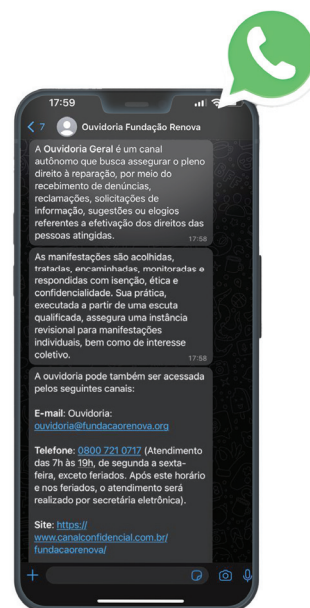 17:59
7 Ouvidoria Fundação Renova
A Ouvidoria Geral é um canal
autônomo que busca assegurar o pleno
direito à reparação, por meio do
recebimento de denúncias,
reclamações, solicitações de
informação, sugestões ou elogios
referentes a efetivação dos direitos das
pessoas atingidas.
17:58
As manifestações são acolhidas,
tratadas, encaminhadas, monitoradas e
respondidas com isenção, ética e
confidencialidade. Sua prática,
executada a partir de uma escuta
qualificada, assegura uma instância
revisional para manifestações
individuais, bem como de interesse
coletivo.
17:58
A ouvidoria pode também ser acessada
pelos seguintes canais:
E-mail: Ouvidoria:
ouvidoria@fundacaorenova.org
Telefone: 0800 721 0717 (Atendimento
das 7h às 19h, de segunda a sexta-
feira, exceto feriados. Após este horário
e nos feriados, o atendimento será
realizado por secretária eletrônica).
Site: https://
www.canalconfidencial.com.br/
fundacaorenova/